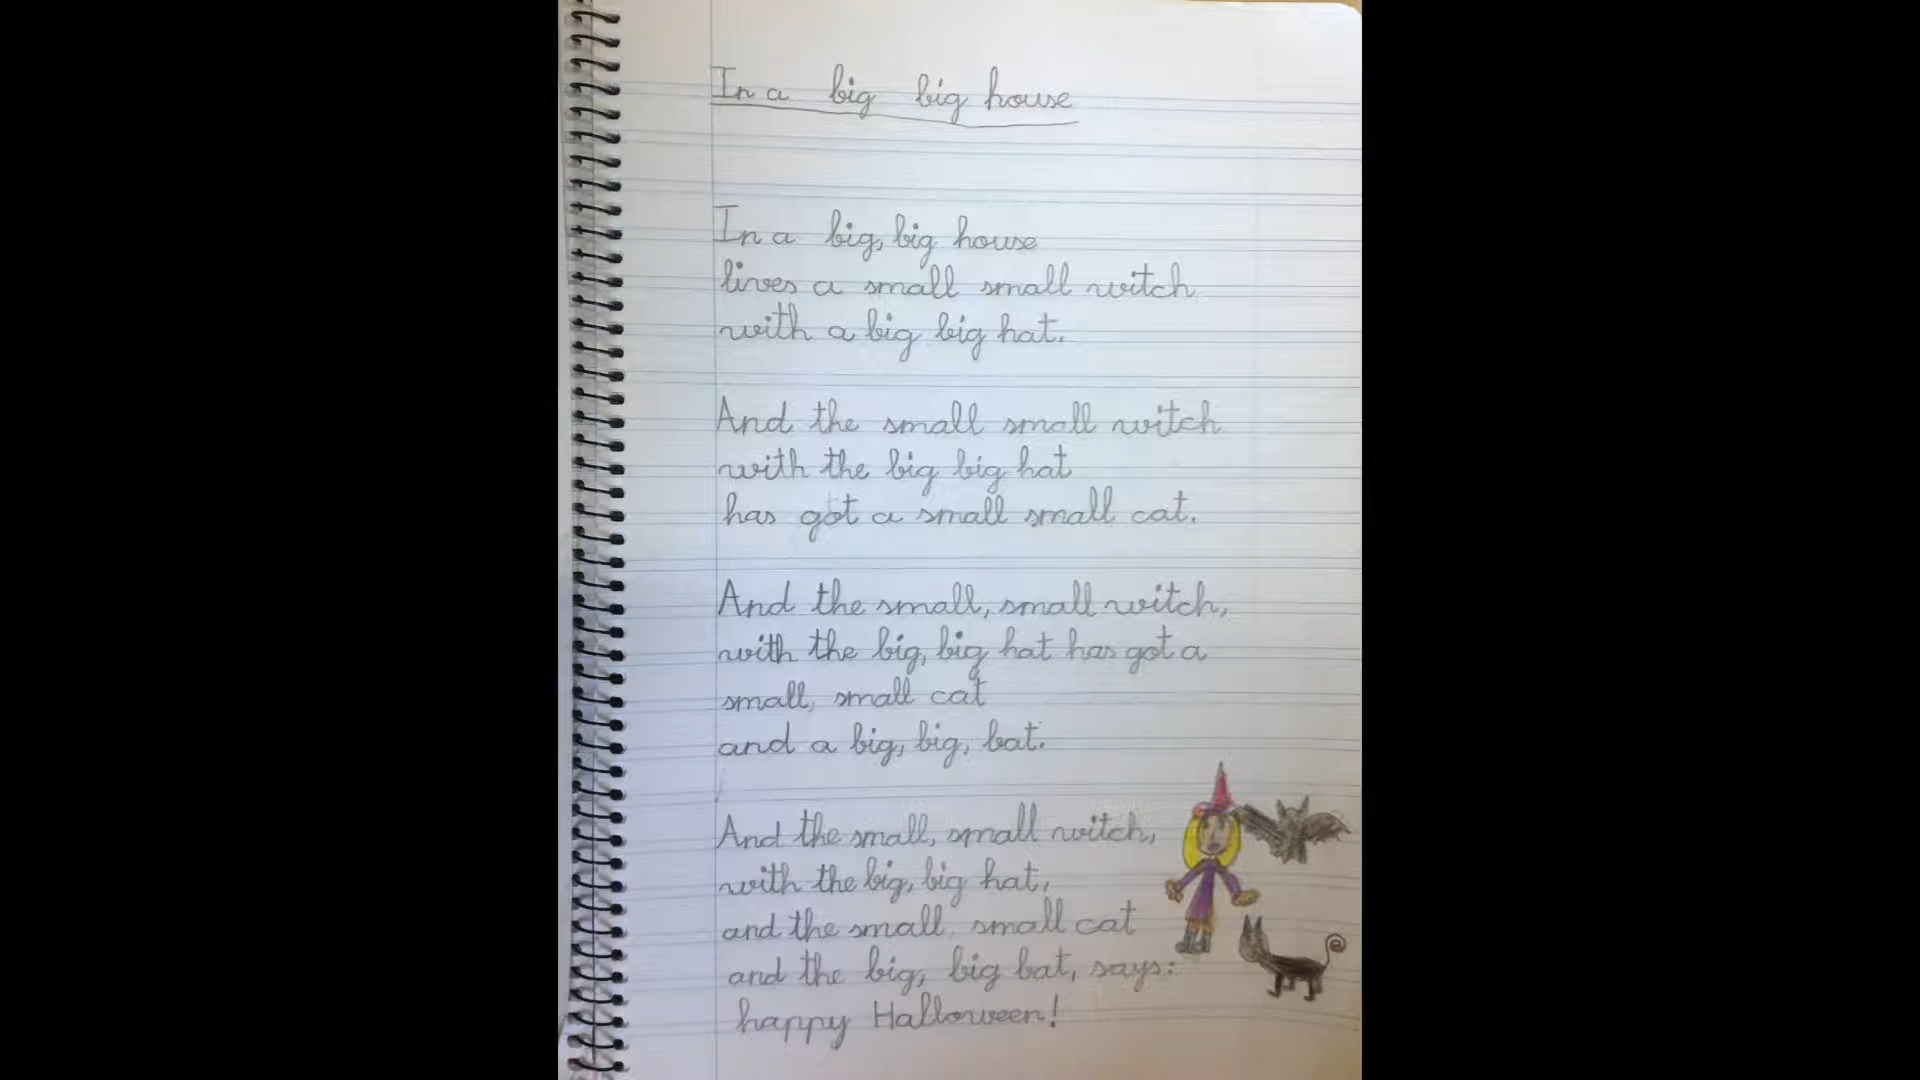 In a big big house
In a big, big house
lives a small small witch
with a big big hat.
And the small small witch
with the big big hat
has got a small small cat.
And the small, small witch,
with the big, big hat has got a
small, small cat
and a big, big, bat.
And the small, small witch,
with the big, big hat,
and the small, small cat
and the big, big bat, says:
happy Halloween!